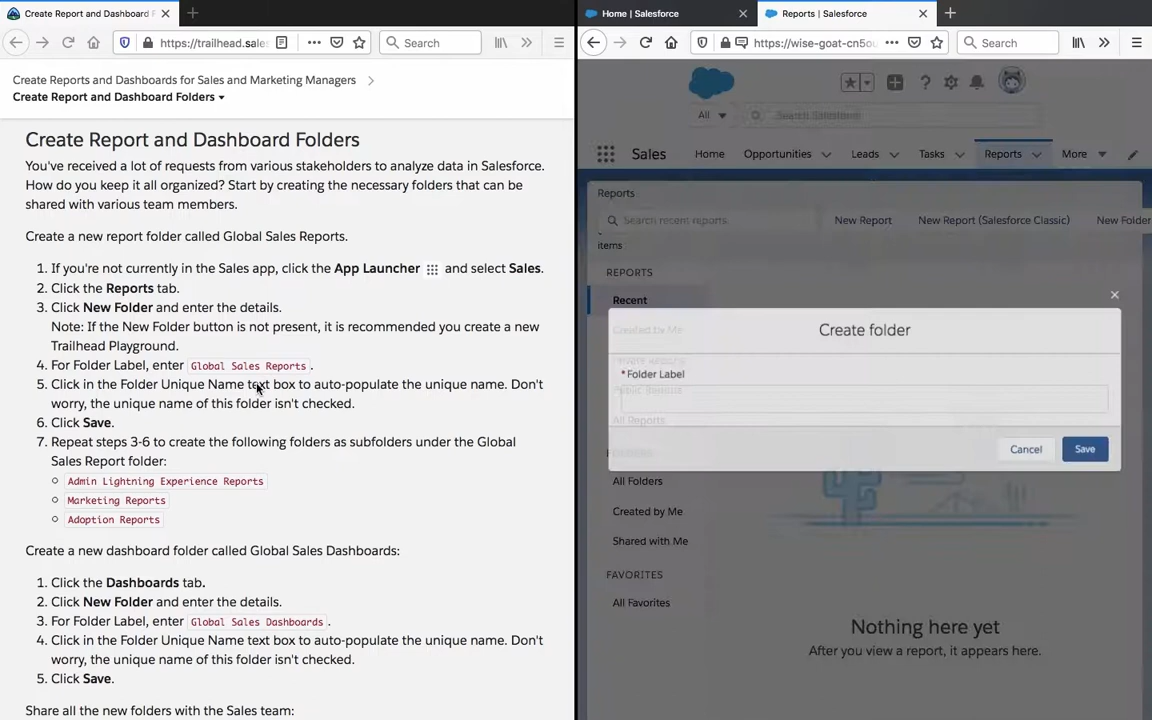 Create Report and Dashboard F
https://trailhead.sale
Search
Create Reports and Dashboards for Sales and Marketing Managers
Create Report and Dashboard Folders
Create Report and Dashboard Folders
You've received a lot of requests from various stakeholders to analyze data in Salesforce.
How do you keep it all organized? Start by creating the necessary folders that can be
shared with various team members.
Create a new report folder called Global Sales Reports.
1. If you're not currently in the Sales app, click the App Launcher and select Sales.
2. Click the Reports tab.
3. Click New Folder and enter the details.
Note: If the New Folder button is not present, it is recommended you create a new
Trailhead Playground.
4. For Folder Label, enter Global Sales Reports.
5. Click in the Folder Unique Name text box to auto-populate the unique name. Don't
worry, the unique name of this folder isn't checked.
6. Click Save.
7. Repeat steps 3-6 to create the following folders as subfolders under the Global
Sales Report folder:
Admin Lightning Experience Reports
Marketing Reports
Adoption Reports
Create a new dashboard folder called Global Sales Dashboards:
1. Click the Dashboards tab.
2. Click New Folder and enter the details.
3. For Folder Label, enter Global Sales Dashboards.
4. Click in the Folder Unique Name text box to auto-populate the unique name. Don't
worry, the unique name of this folder isn't checked.
5. Click Save.
Share all the new folders with the Sales team:
Home | Salesforce
Reports | Salesforce
https://wise-goat-cn5ou
Search
All
Search Salesforce
Sales
Home
Opportunities
Leads
Tasks
Reports
More
Reports
Search recent reports
New Report
New Report (Salesforce Classic)
New Folder
items
REPORTS
Recent
Created by Me
Private Reports
Public Reports
All Reports
Create folder
*Folder Label
Cancel
Save
All Folders
Created by Me
Shared with Me
FAVORITES
All Favorites
Nothing here yet
After you view a report, it appears here.